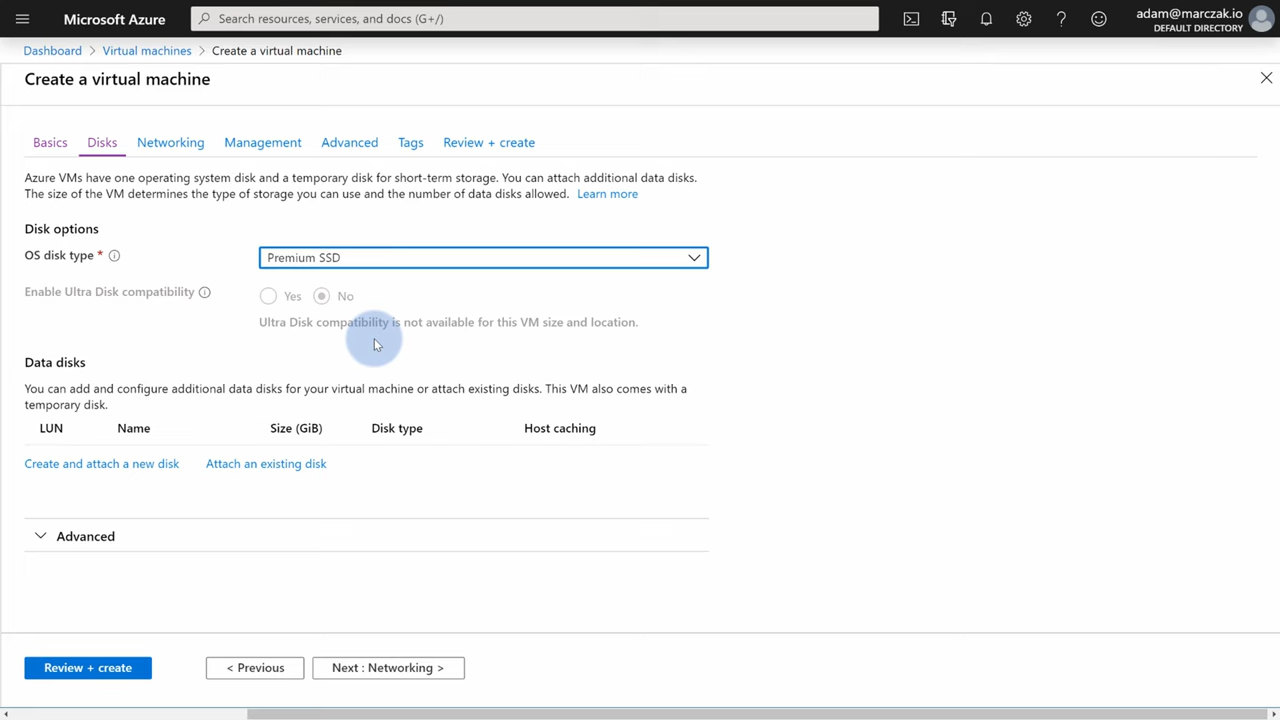 Microsoft Azure
Search resources, services, and docs (G+/)
adam@marczak.io
DEFAULT DIRECTORY
Dashboard > Virtual machines > Create a virtual machine
Create a virtual machine
Basics Disks Networking Management Advanced Tags Review + create
Azure VMs have one operating system disk and a temporary disk for short-term storage. You can attach additional data disks.
The size of the VM determines the type of storage you can use and the number of data disks allowed. Learn more
Disk options
OS disk type * Premium SSD
Enable Ultra Disk compatibility Yes No
Ultra Disk compatibility is not available for this VM size and location.
Data disks
You can add and configure additional data disks for your virtual machine or attach existing disks. This VM also comes with a
temporary disk.
LUN Name Size (GiB) Disk type Host caching
Create and attach a new disk Attach an existing disk
Advanced
Review + create < Previous Next : Networking >